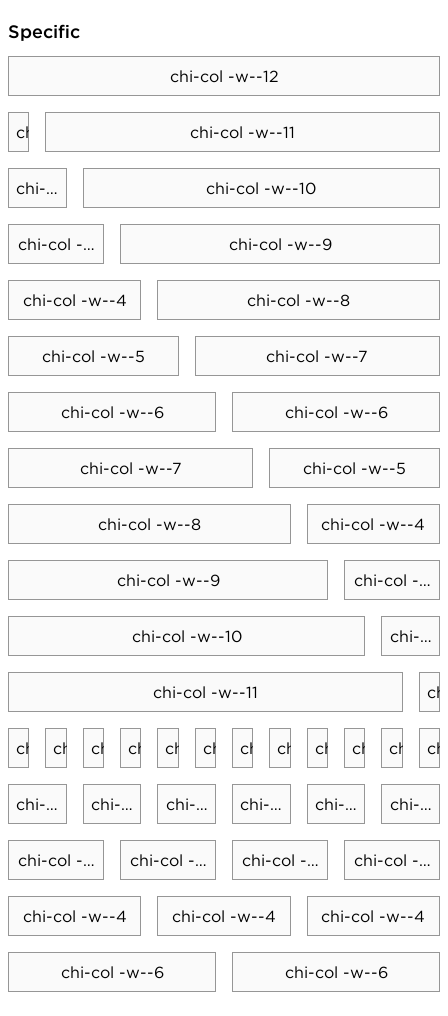 Specific
chi-col -w--12
ch chi-col -w--11
chi-... chi-col -w--10
chi-col -... chi-col -w--9
chi-col -w--4 chi-col -w--8
chi-col -w--5 chi-col -w--7
chi-col -w--6 chi-col -w--6
chi-col -w--7 chi-col -w--5
chi-col -w--8 chi-col -w--4
chi-col -w--9 chi-col -...
chi-col -w--10 chi-...
chi-col -w--11 ch
ch ch ch ch ch ch ch ch ch ch ch ch
chi-... chi-... chi-... chi-... chi-... chi-...
chi-col -... chi-col -... chi-col -... chi-col -...
chi-col -w--4 chi-col -w--4 chi-col -w--4
chi-col -w--6 chi-col -w--6